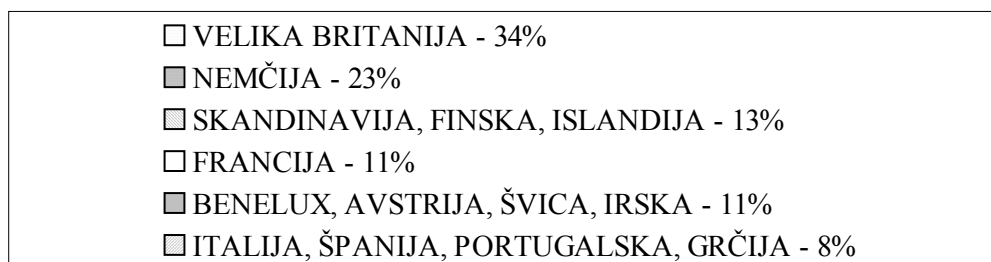 VELIKA BRITANIJA - 34%
NEMČIJA - 23%
SKANDINAVIJA, FINSKA, ISLANDIJA - 13%
FRANCIJA - 11%
BENELUX, AVSTRIJA, ŠVICA, IRSKA - 11%
ITALIJA, ŠPANIJA, PORTUGALSKA, GRČIJA - 8%